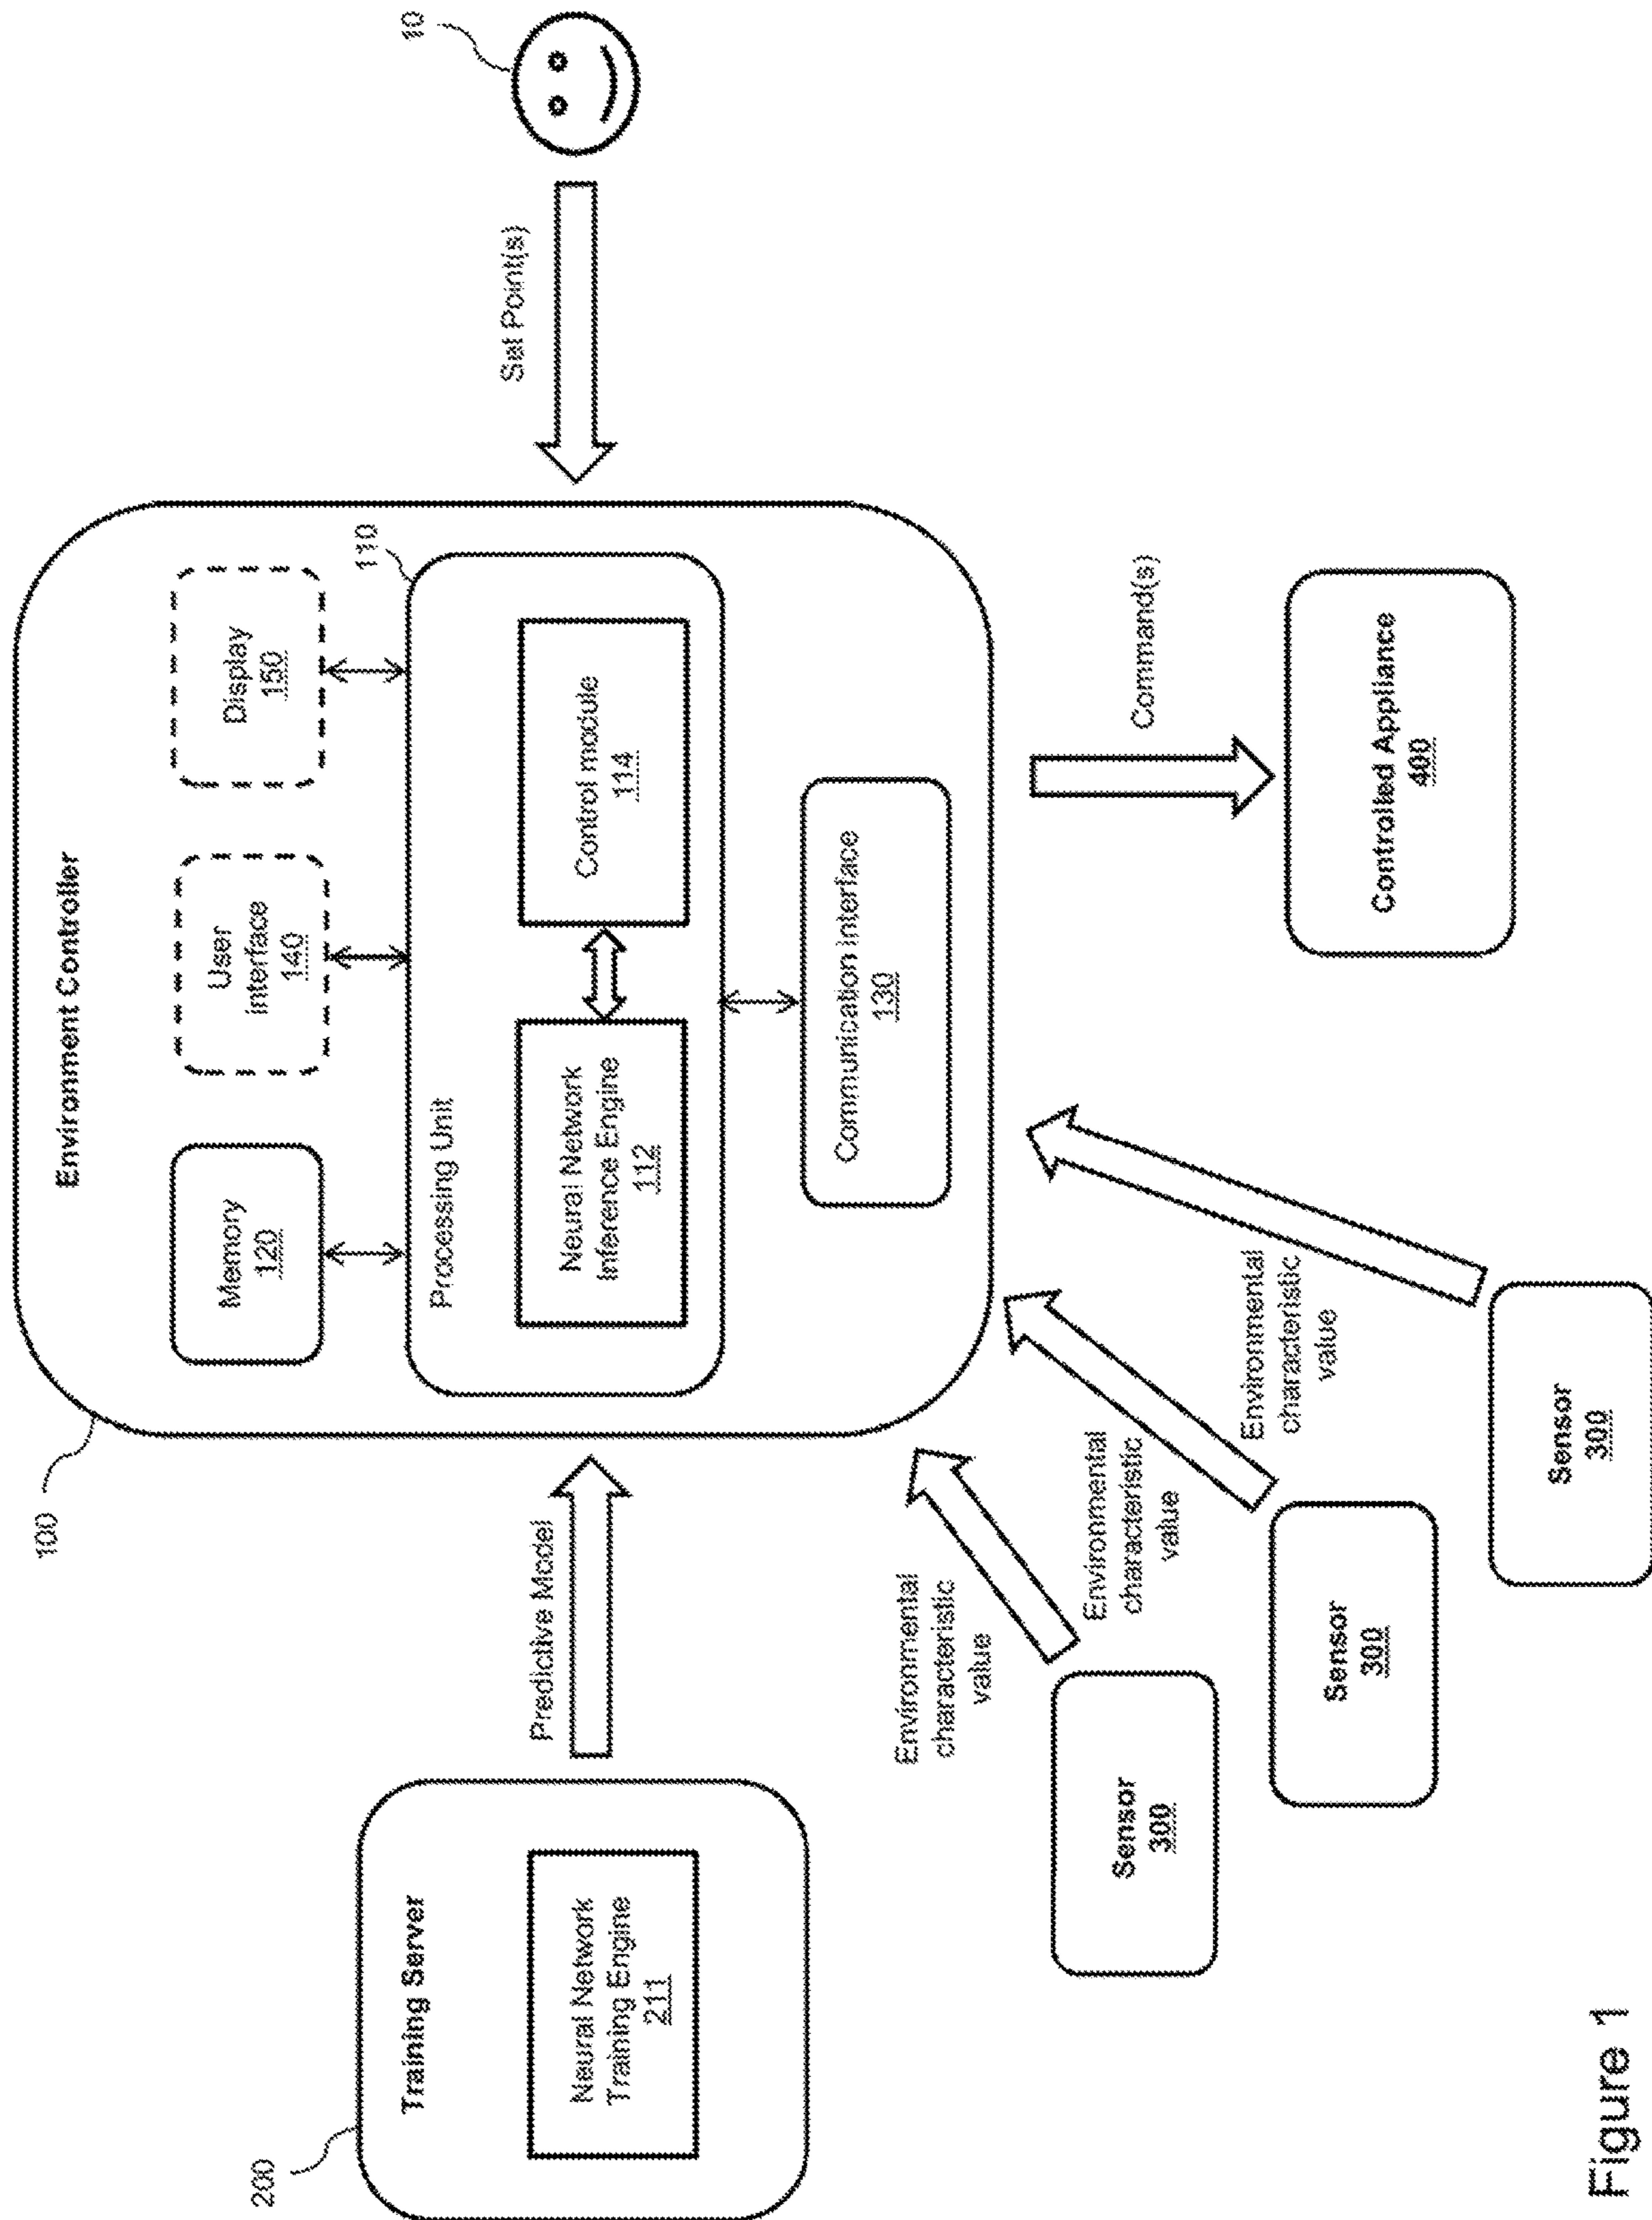 200
Training Server
Neural Network
Training Engine
211
Predictive Model
100
Environment Controller
Memory
120
User
interface
140
Display
150
110
Processing Unit
Neural Network
Inference Engine
112
Control module
114
Communication interface
130
10
Set Point(s)
Environmental
characteristic
value
Environmental
characteristic
value
Environmental
characteristic
value
Sensor
300
Sensor
300
Sensor
300
Command(s)
Controlled Appliance
400
Figure 1